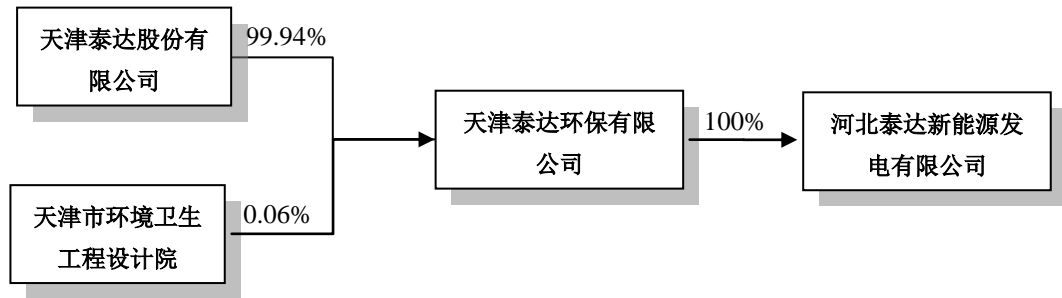 天津泰达股份有
限公司
99.94%
天津市环境卫生
工程设计院
0.06%
天津泰达环保有限
公司
100%
河北泰达新能源发
电有限公司